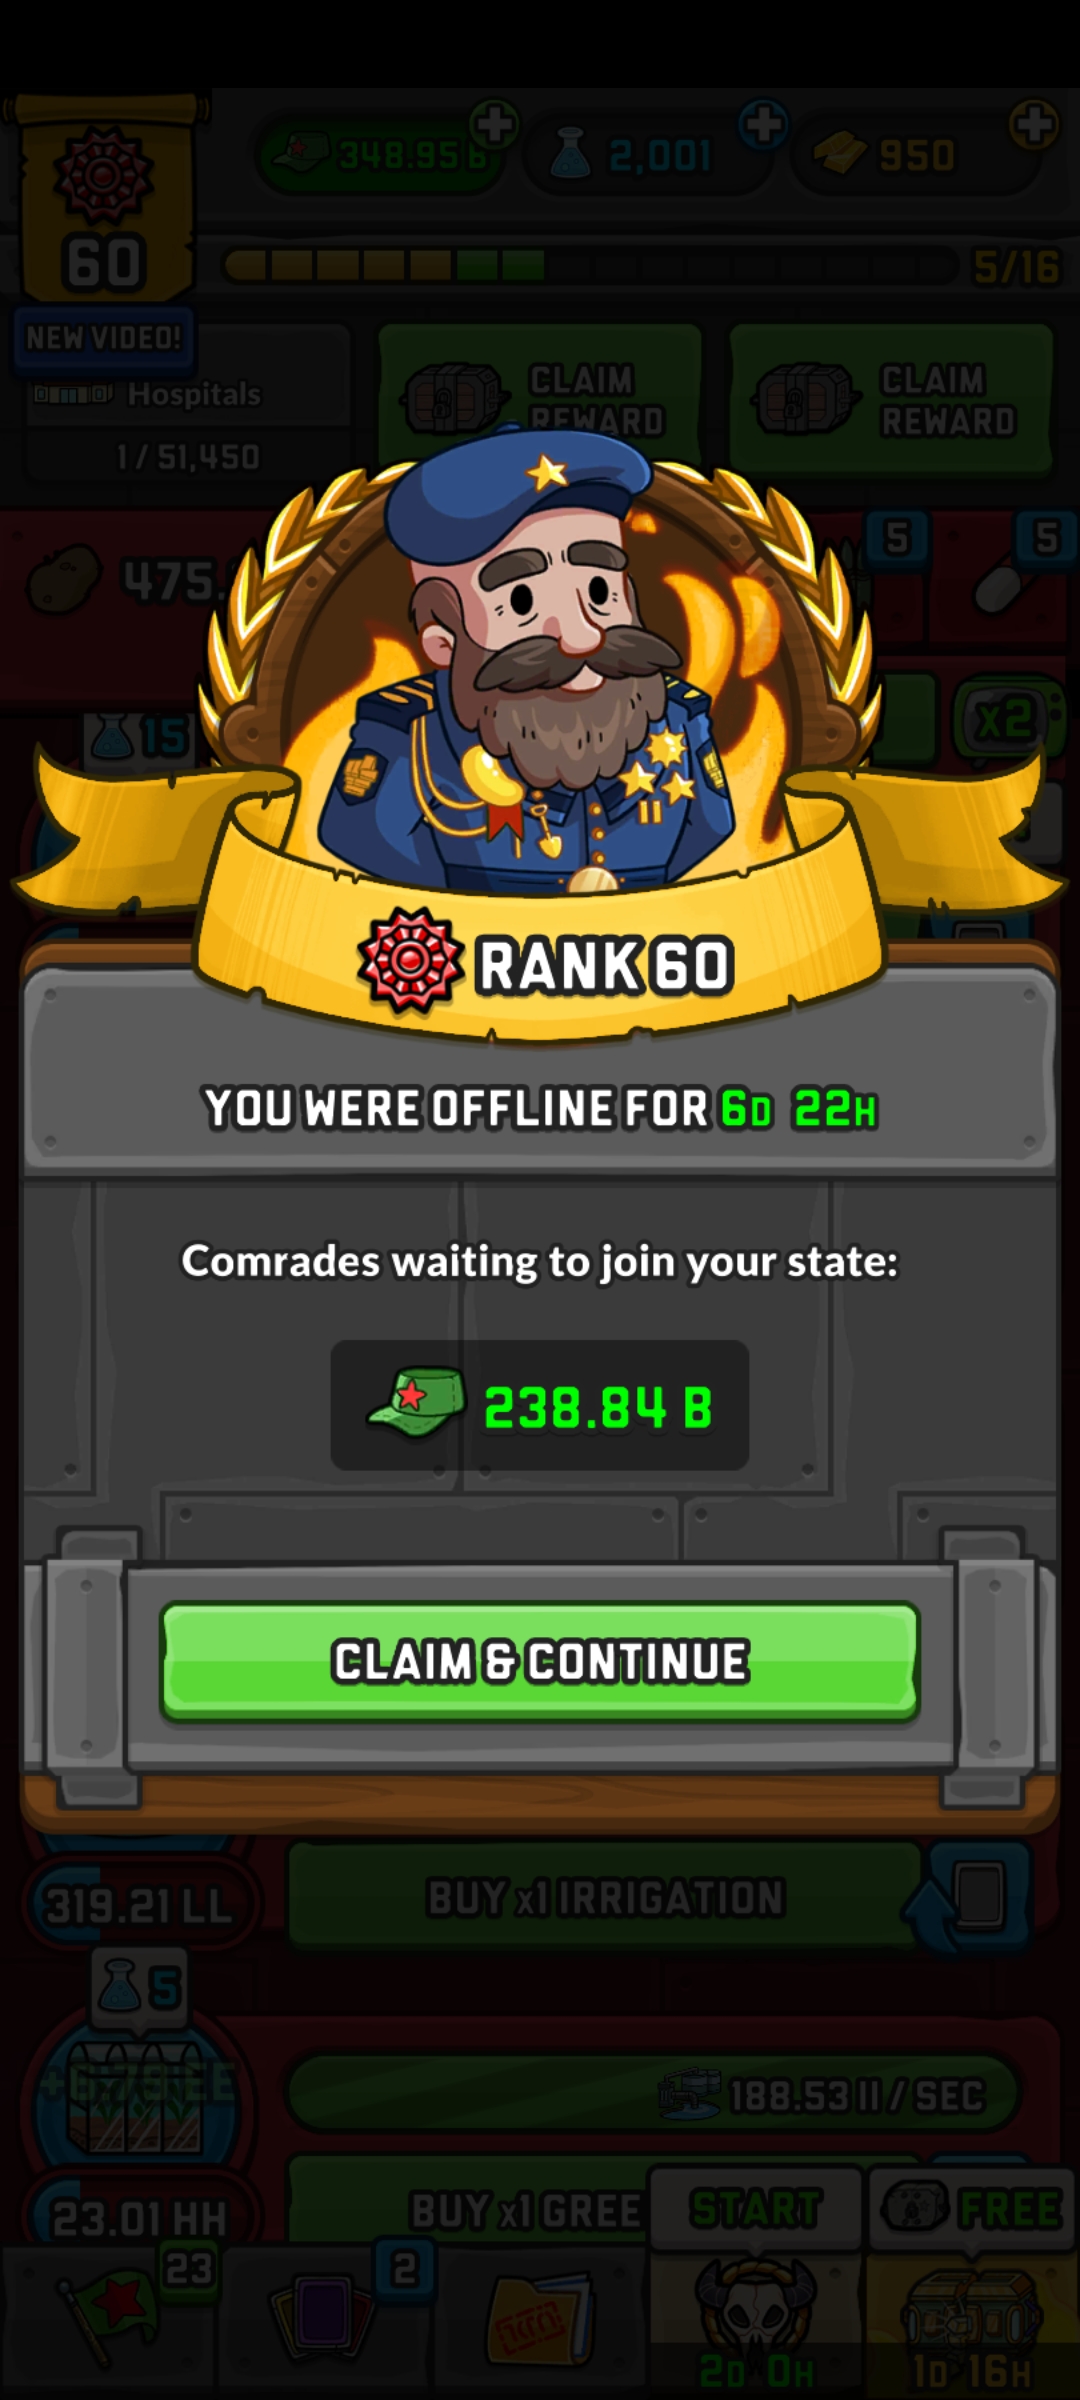 348.95 B
2,001
950
60
5/16
NEW VIDEO!
Hospitals
1 / 51,450
CLAIM
REWARD
CLAIM
REWARD
475.
5
5
15
x2
RANK 60
YOU WERE OFFLINE FOR 6D 22H
Comrades waiting to join your state:
238.84 B
CLAIM & CONTINUE
319.21 LL
BUY x1 IRRIGATION
5
188.53 II / SEC
23.01 HH
BUY x1 GREE
START
FREE
23
2
2D 0H
1D 16H